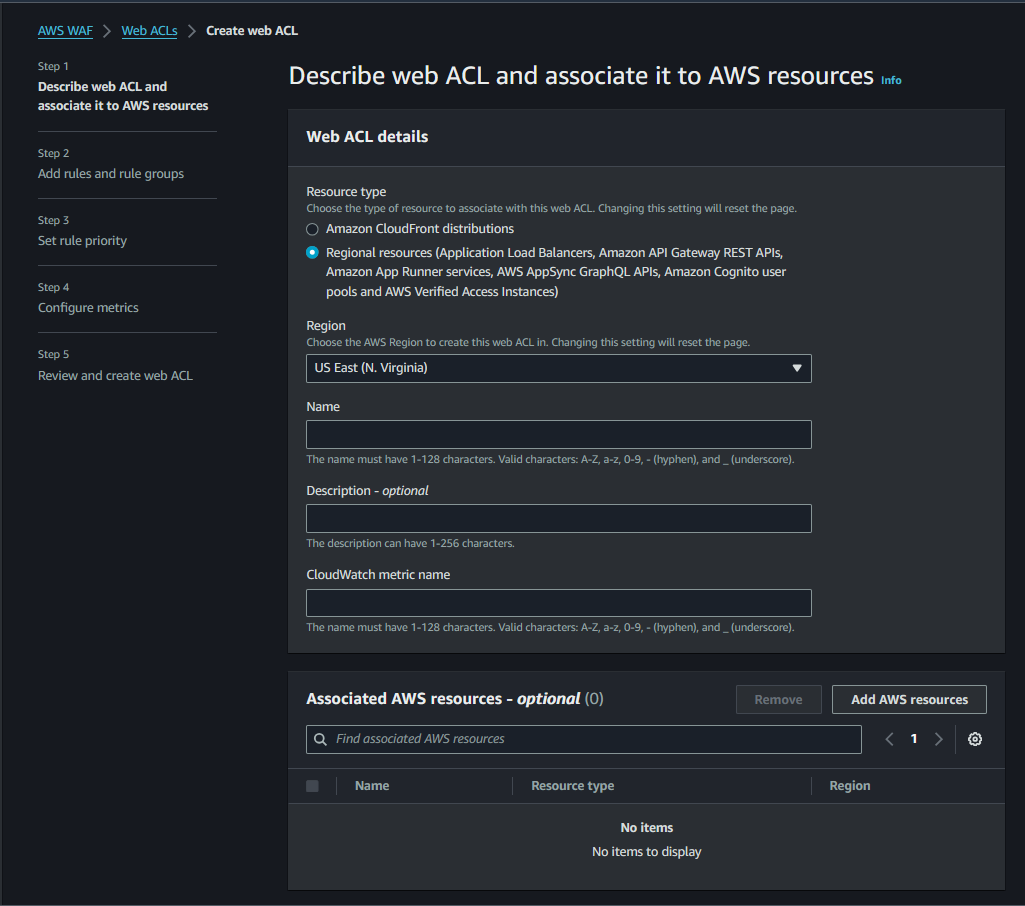 AWS WAF > Web ACLs > Create web ACL
Step 1
Describe web ACL and
associate it to AWS resources
Step 2
Add rules and rule groups
Step 3
Set rule priority
Step 4
Configure metrics
Step 5
Review and create web ACL
Describe web ACL and associate it to AWS resources Info
Web ACL details
Resource type
Choose the type of resource to associate with this web ACL. Changing this setting will reset the page.
Amazon CloudFront distributions
Regional resources (Application Load Balancers, Amazon API Gateway REST APIs,
Amazon App Runner services, AWS AppSync GraphQL APIs, Amazon Cognito user
pools and AWS Verified Access Instances)
Region
Choose the AWS Region to create this web ACL in. Changing this setting will reset the page.
US East (N. Virginia)
Name
The name must have 1-128 characters. Valid characters: A-Z, a-z, 0-9, - (hyphen), and _ (underscore).
Description - optional
The description can have 1-256 characters.
CloudWatch metric name
The name must have 1-128 characters. Valid characters: A-Z, a-z, 0-9, - (hyphen), and _ (underscore).
Associated AWS resources - optional (0)
Remove
Add AWS resources
Find associated AWS resources
1
Name Resource type Region
No items
No items to display